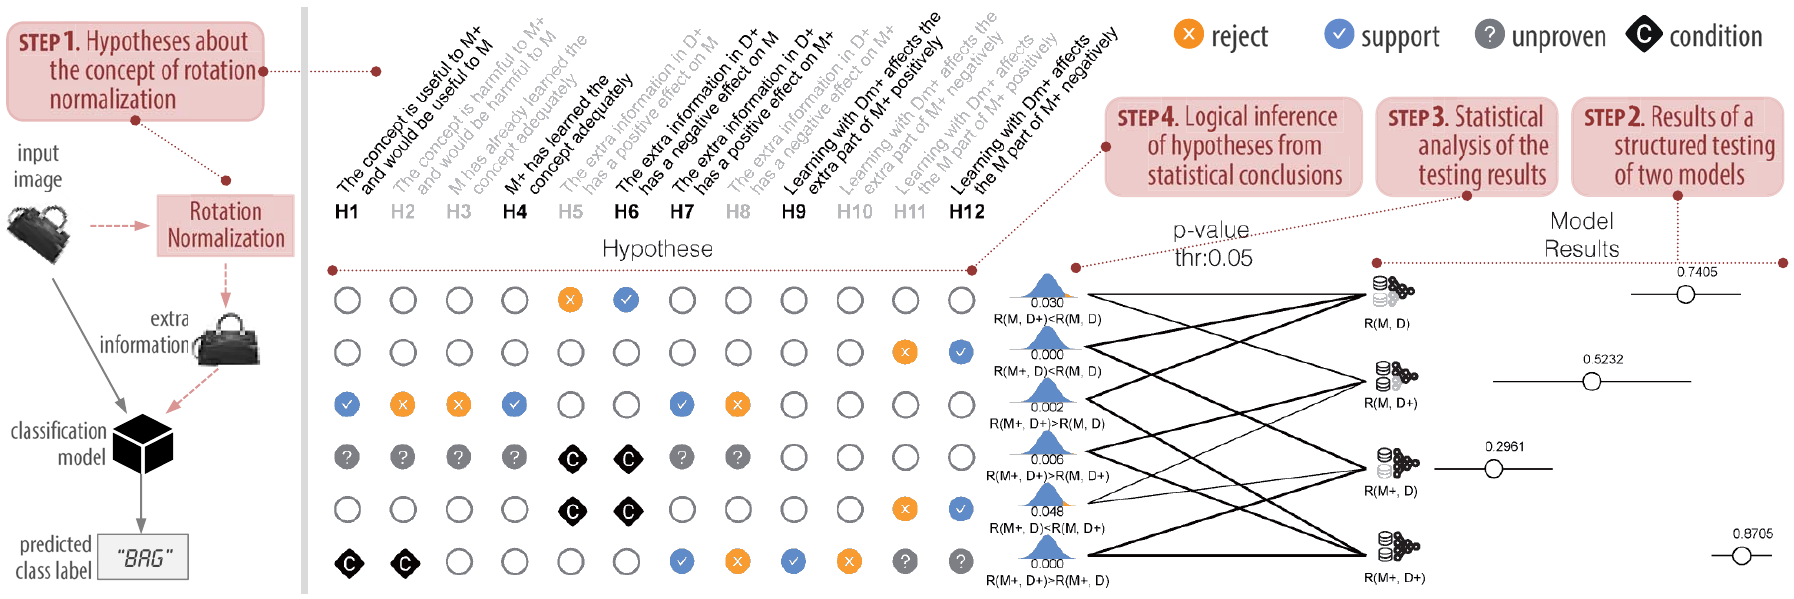 STEP 1. Hypotheses about
the concept of rotation
normalization
input
image
Rotation
Normalization
extra
information
classification
model
predicted
class label
"BAG"
The concept is useful to M+
and would be useful to M
The concept is harmful to M+
and would be harmful to M
M has already learned the
concept adequately
M+ has learned the
concept adequately
The extra information in D+
has a positive effect on M
The extra information in D+
has a negative effect on M
The extra information in D+
has a positive effect on M+
The extra information in D+
has a negative effect on M+
Learning with Dm+ affects the
extra part of M+ positively
Learning with Dm+ affects the
extra part of M+ negatively
Learning with Dm+ affects
the M part of M+ positively
Learning with Dm+ affects
the M part of M+ negatively
H1 H2 H3 H4 H5 H6 H7 H8 H9 H10 H11 H12
Hypothese
reject
support
? unproven
C condition
STEP 4. Logical inference
of hypotheses from
statistical conclusions
STEP 3. Statistical
analysis of the
testing results
STEP 2. Results of a
structured testing
of two models
p-value
thr:0.05
Model
Results
0.030
R(M, D+)<R(M, D)
0.000
R(M+, D)<R(M, D)
0.002
R(M+, D+)>R(M, D)
? ? ? ? C C ? ?
0.006
R(M+, D+)>R(M, D+)
C C
0.048
R(M+, D)<R(M, D+)
C C ? ?
0.000
R(M+, D+)>R(M+, D)
R(M, D)
0.7405
R(M, D+)
0.5232
R(M+, D)
0.2961
R(M+, D+)
0.8705